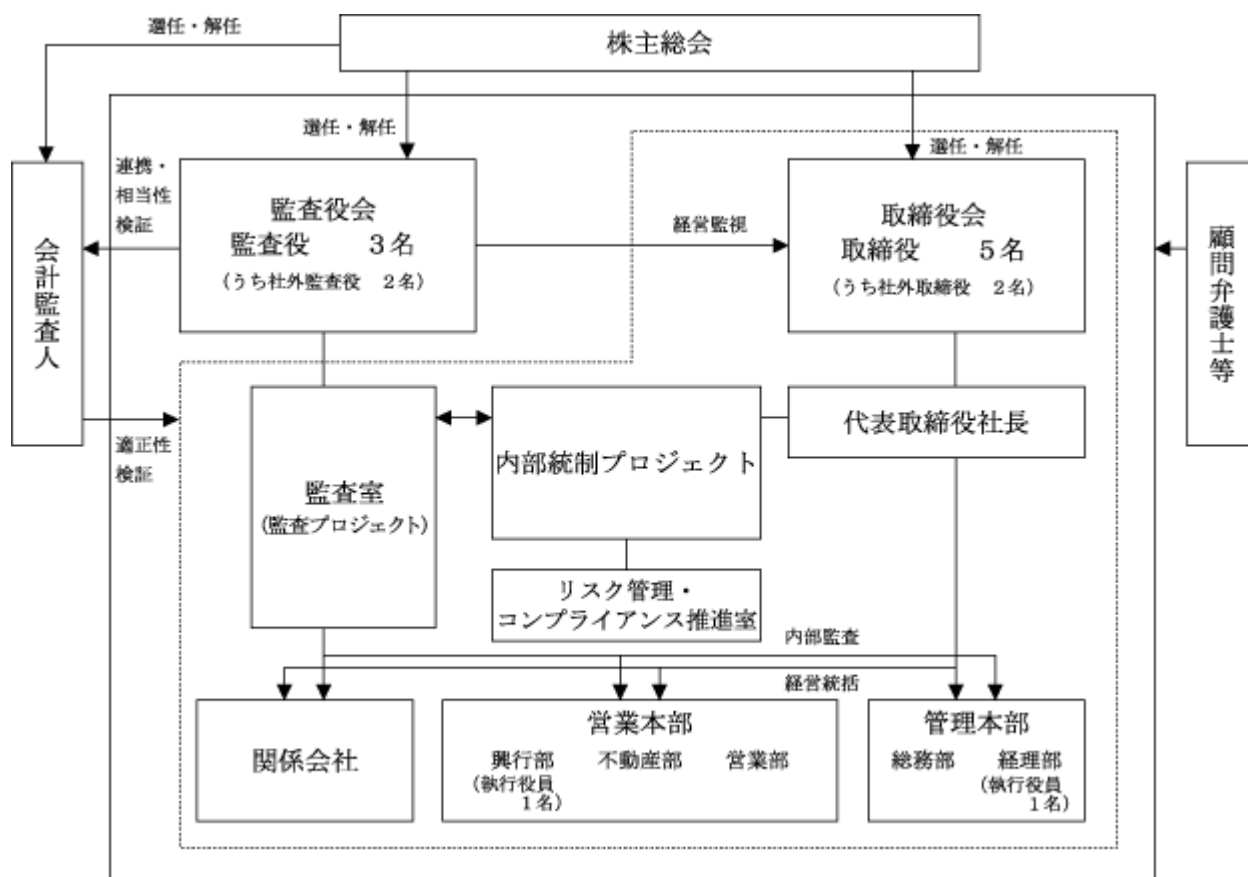 選任・解任
株主総会
選任・解任
選任・解任
連携・
相当性
検証
監査役会
監査役　　３名
（うち社外監査役　２名）
経営監視
取締役会
取締役　　５名
（うち社外取締役　２名）
会計監査人
顧問弁護士等
適正性
検証
監査室
（監査プロジェクト）
内部統制プロジェクト
代表取締役社長
リスク管理・
コンプライアンス推進室
内部監査
経営統括
関係会社
営業本部
興行部　不動産部　営業部
（執行役員
１名）
管理本部
総務部　経理部
（執行役員
１名）